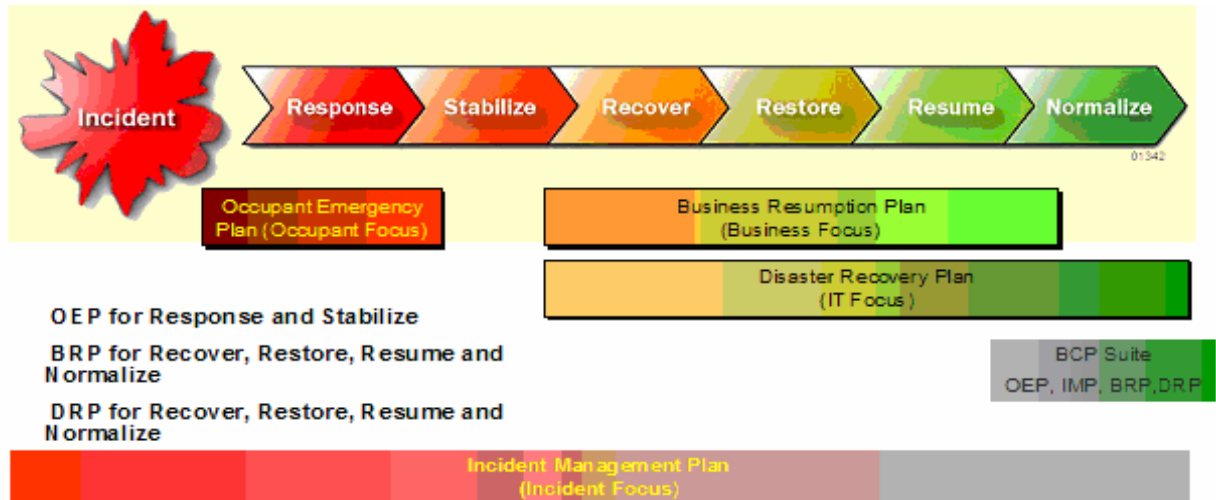 Incident
Response
Stabilize
Recover
Restore
Resume
Normalize
01342
Occupant Emergency
Plan (Occupant Focus)
Business Resumption Plan
(Business Focus)
Disaster Recovery Plan
(IT Focus)
OEP for Response and Stabilize
BRP for Recover, Restore, Resume and
Normalize
DRP for Recover, Restore, Resume and
Normalize
BCP Suite
OEP, IMP, BRP,DRP
Incident Management Plan
(Incident Focus)